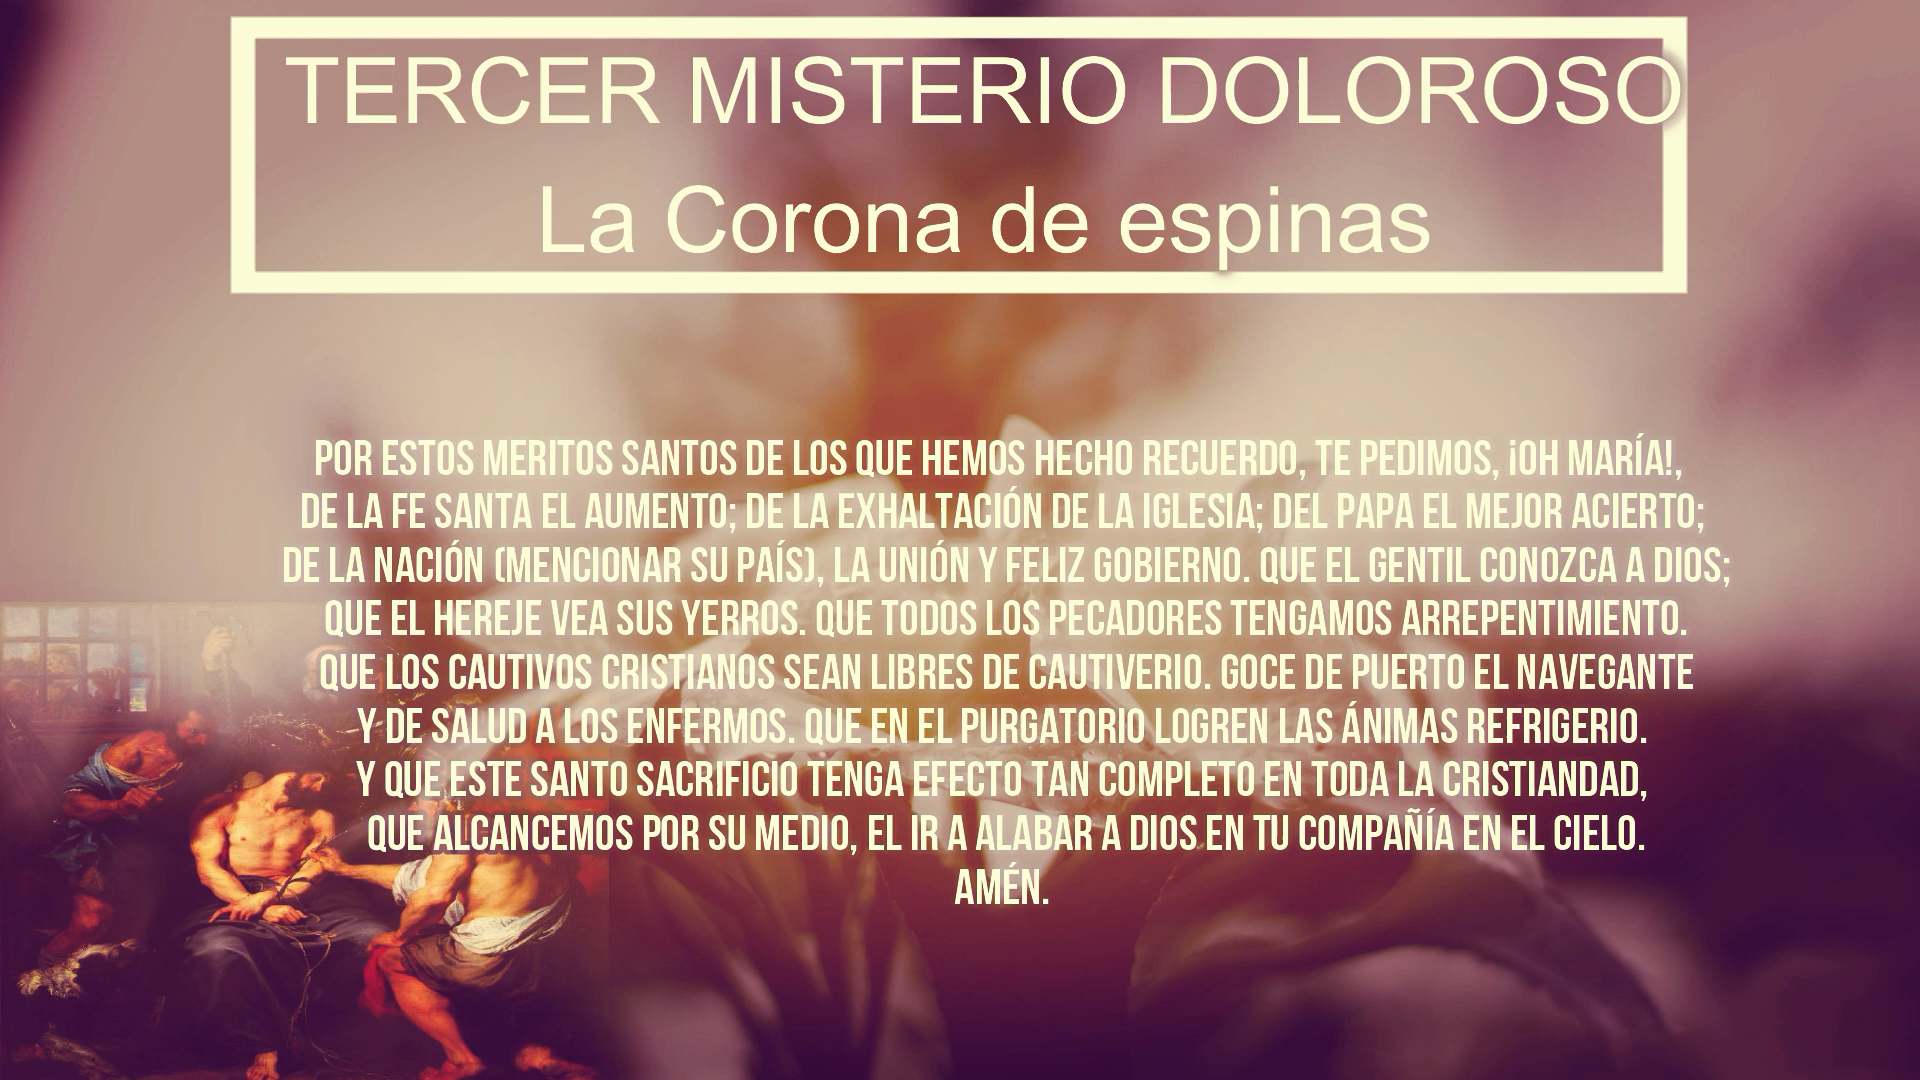 TERCER MISTERIO DOLOROSO
La Corona de espinas
POR ESTOS MERITOS SANTOS DE LOS QUE HEMOS HECHO RECUERDO, TE PEDIMOS, ¡OH MARÍA!,
DE LA FE SANTA EL AUMENTO; DE LA EXHALTACIÓN DE LA IGLESIA; DEL PAPA EL MEJOR ACIERTO;
DE LA NACIÓN (MENCIONAR SU PAÍS), LA UNIÓN Y FELIZ GOBIERNO. QUE EL GENTIL CONOZCA A DIOS;
QUE EL HEREJE VEA SUS YERROS. QUE TODOS LOS PECADORES TENGAMOS ARREPENTIMIENTO.
QUE LOS CAUTIVOS CRISTIANOS SEAN LIBRES DE CAUTIVERIO. GOCE DE PUERTO EL NAVEGANTE
Y DE SALUD A LOS ENFERMOS. QUE EN EL PURGATORIO LOGREN LAS ÁNIMAS REFRIGERIO.
Y QUE ESTE SANTO SACRIFICIO TENGA EFECTO TAN COMPLETO EN TODA LA CRISTIANDAD,
QUE ALCANCEMOS POR SU MEDIO, EL IR A ALABAR A DIOS EN TU COMPAÑÍA EN EL CIELO.
AMÉN.